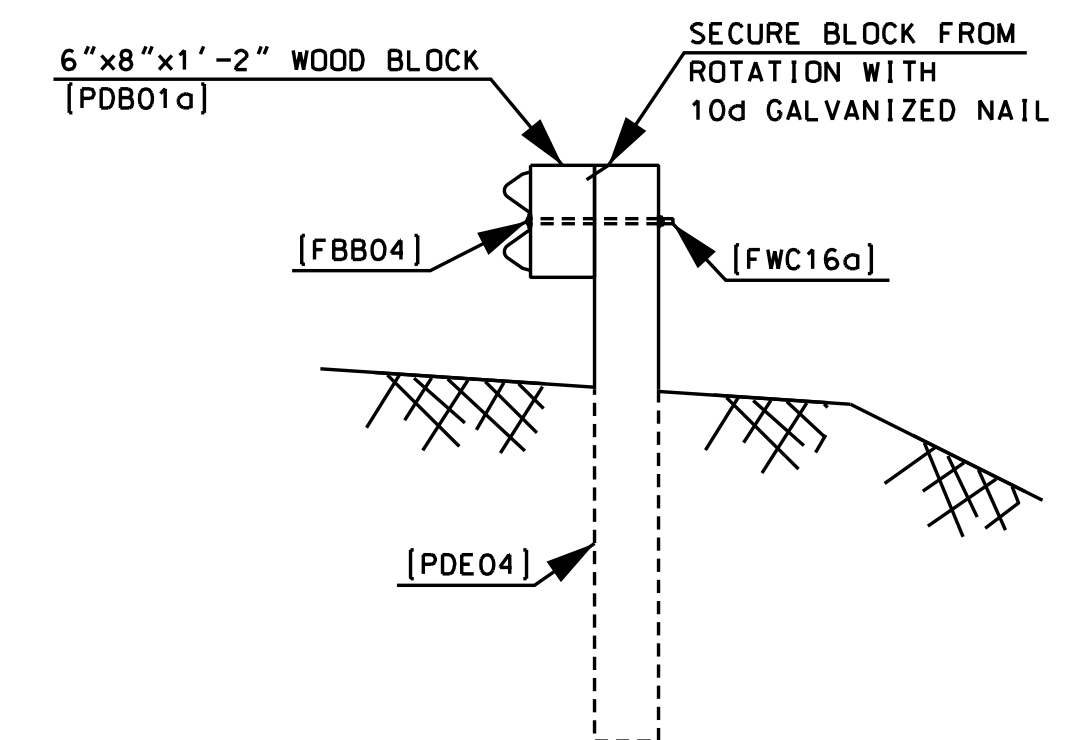 SECURE BLOCK FROM
ROTATION WITH
10d GALVANIZED NAIL
6"x8"x1'-2" WOOD BLOCK
[PDB01a]
[FBB04]
[FWC16a]
[PDE04]